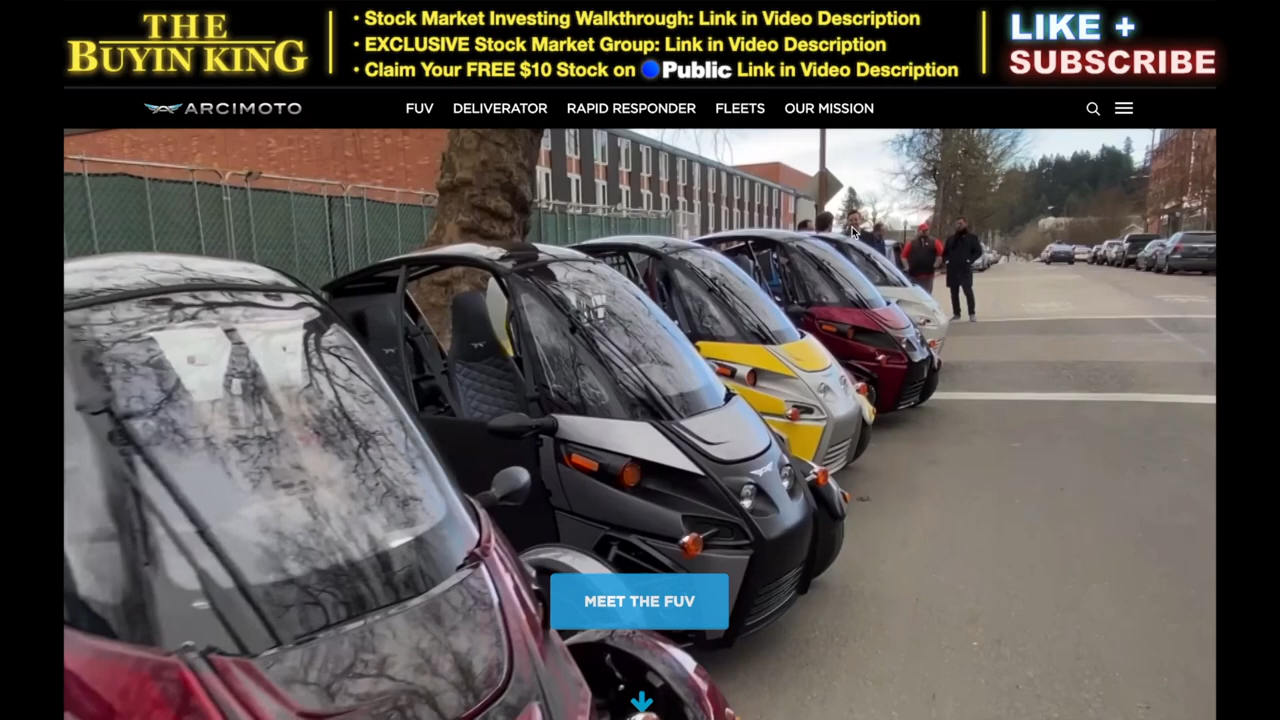 THE
BUYIN KING
• Stock Market Investing Walkthrough: Link in Video Description
• EXCLUSIVE Stock Market Group: Link in Video Description
• Claim Your FREE $10 Stock on Public Link in Video Description
LIKE +
SUBSCRIBE
ARCIMOTO
FUV
DELIVERATOR
RAPID RESPONDER
FLEETS
OUR MISSION
MEET THE FUV